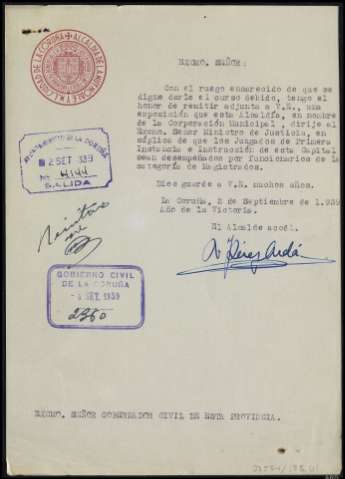 EXCMO. SEÑOR:
Con el ruego encarecido de que se
digne darle el curso debido, tengo el
honor de remitir adjunta a V.E., una
exposición que esta Alcaldía, en nombre
de la Corporación Municipal, dirije al
Excmo. Señor Ministro de Justicia, en
súplica de que los Juzgados de Primera
Instancia e Instrucción de esta Capital
sean desempeñados por funcionarios de la
categoría de Magistrados.
Dios guarde a V.E. muchos años.
La Coruña, 2 de Septiembre de 1.939
Año de la Victoria.
El Alcalde accdl.
AYUNTAMIENTO DE LA CORUÑA
2 SET 939
No. 4144
SALIDA
GOBIERNO CIVIL
DE LA CORUÑA
SET. 1939
2360
EXCMO. SEÑOR GOBERNADOR CIVIL DE ESTA PROVINCIA.